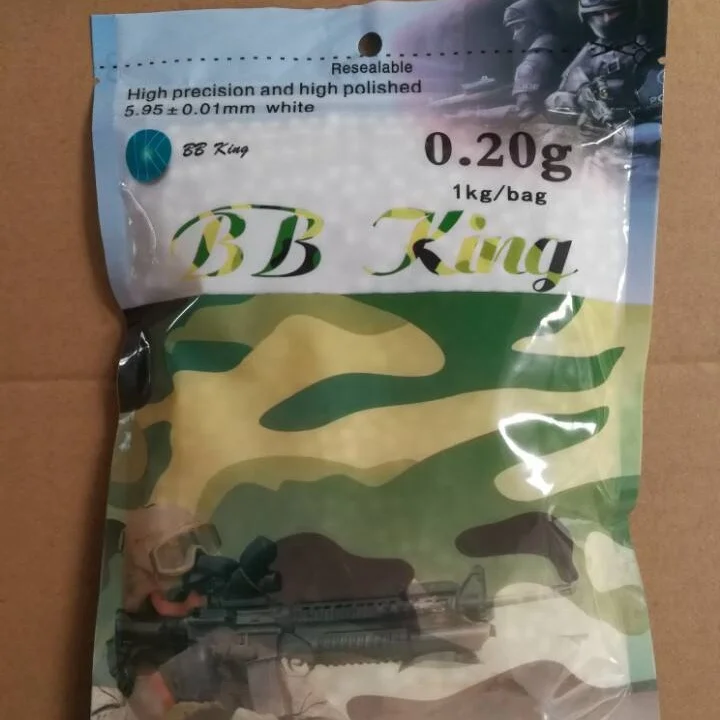 Resealable
High precision and high polished
5.95±0.01mm white
BB King
0.20g
1kg/bag
BB King